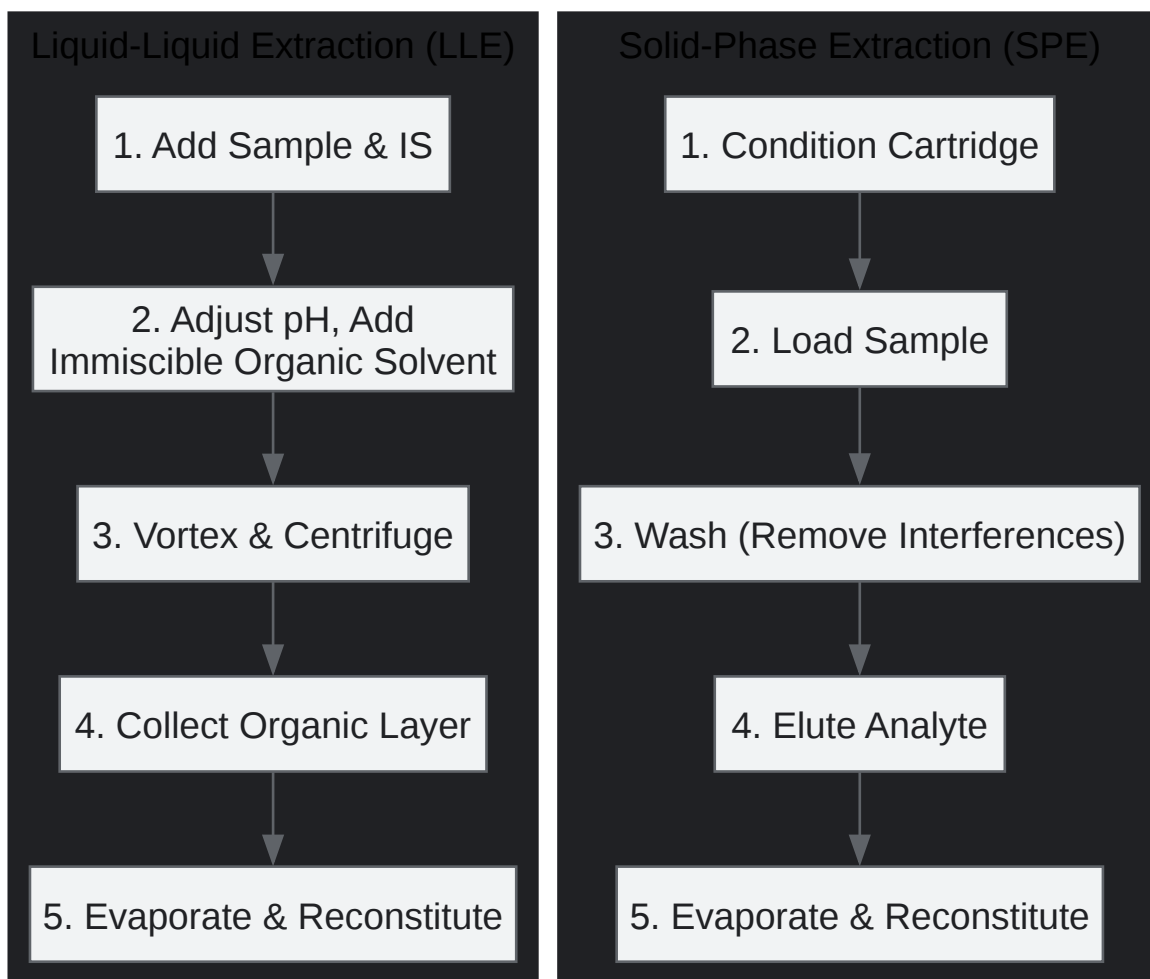 Liquid-Liquid Extraction (LLE)
1. Add Sample & IS
2. Adjust pH, Add
Immiscible Organic Solvent
3. Vortex & Centrifuge
4. Collect Organic Layer
5. Evaporate & Reconstitute
Solid-Phase Extraction (SPE)
1. Condition Cartridge
2. Load Sample
3. Wash (Remove Interferences)
4. Elute Analyte
5. Evaporate & Reconstitute